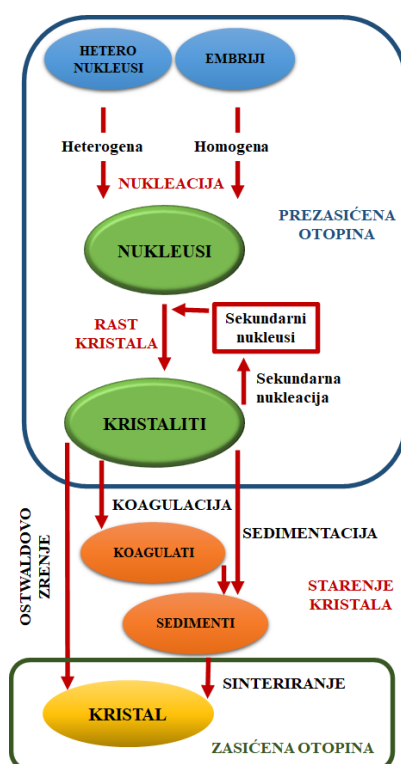 HETERO
NUKLEUSI
EMBRIJI
Heterogena
Homogena
NUKLEACIJA
PREZASIĆENA
OTOPINA
NUKLEUSI
RAST
KRISTALA
Sekundarni
nukleusi
Sekundarna
nukleacija
KRISTALITI
KOAGULACIJA
OSTWALDOVO
ZRENJE
SEDIMENTACIJA
KOAGULATI
STARENJE
KRISTALA
SEDIMENTI
SINTERIRANJE
KRISTAL
ZASIĆENA OTOPINA